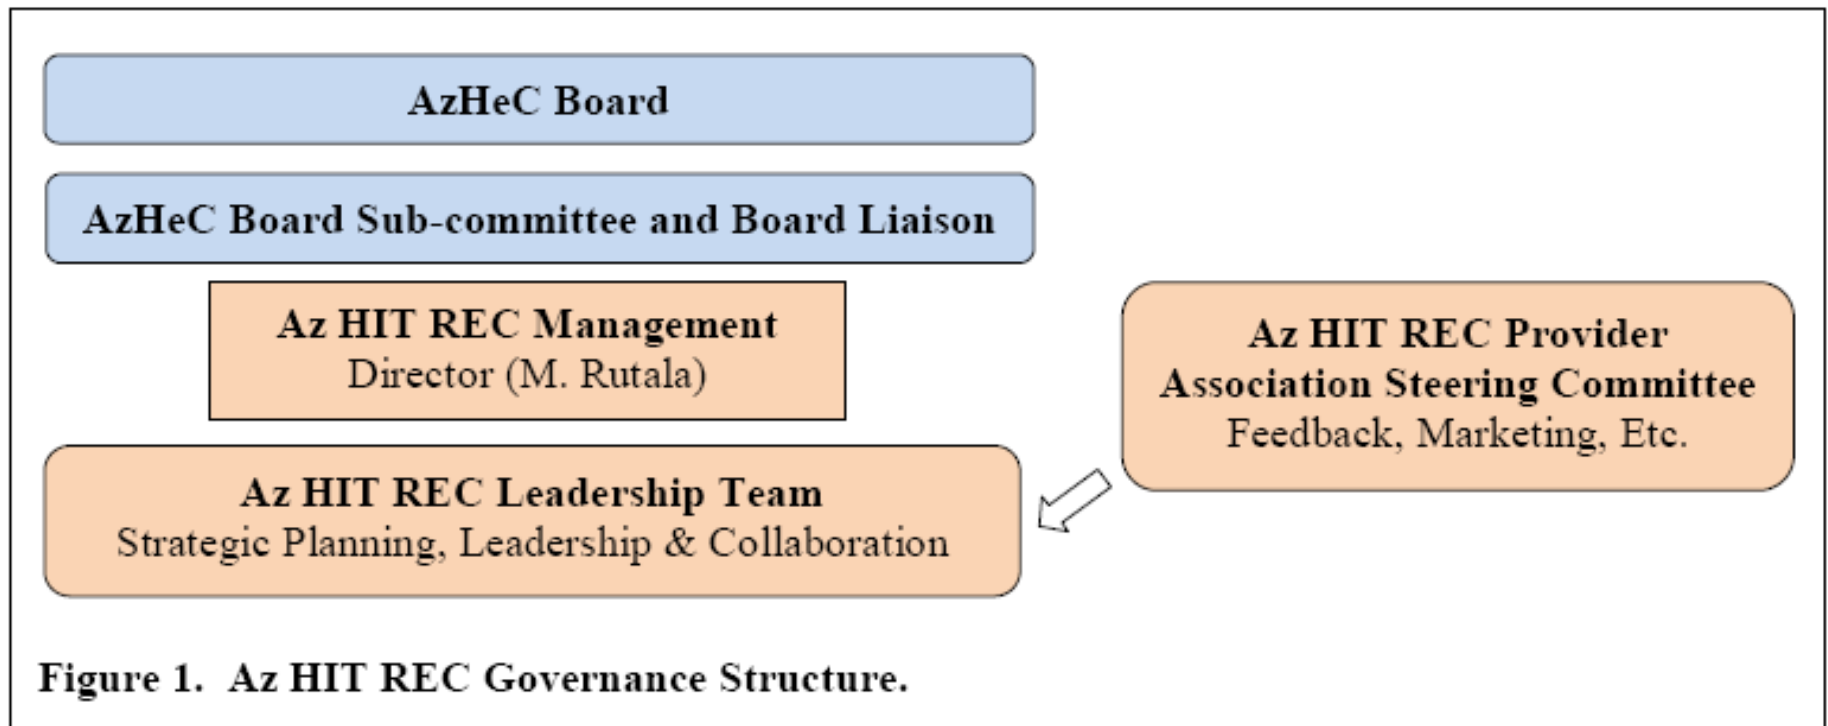 AzHeC Board
AzHeC Board Sub-committee and Board Liaison
Az HIT REC Management
Director (M. Rutala)
Az HIT REC Provider
Association Steering Committee
Feedback, Marketing, Etc.
Az HIT REC Leadership Team
Strategic Planning, Leadership & Collaboration
Figure 1. Az HIT REC Governance Structure.